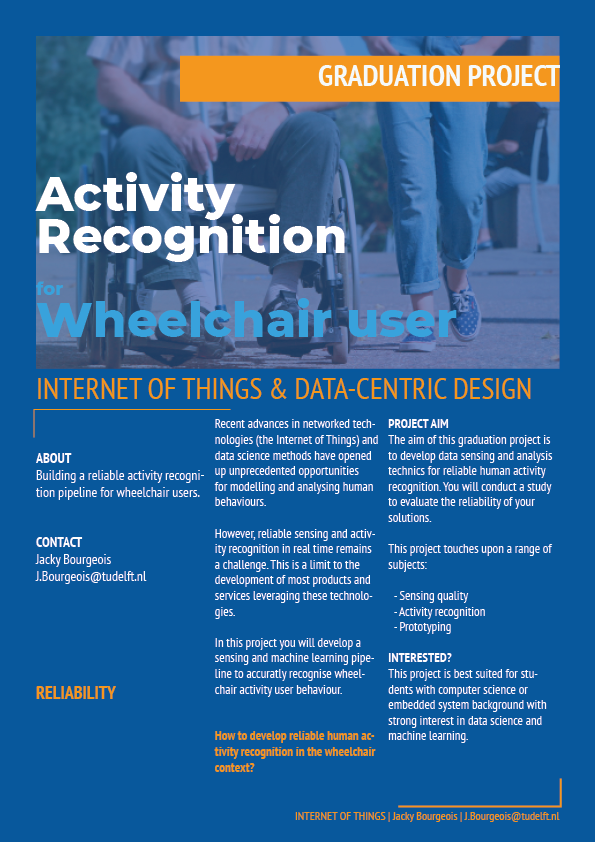 GRADUATION PROJECT
Activity
Recognition
for
Wheelchair user
INTERNET OF THINGS & DATA-CENTRIC DESIGN
ABOUT
Building a reliable activity recogni-
tion pipeline for wheelchair users.
CONTACT
Jacky Bourgeois
J.Bourgeois@tudelft.nl
RELIABILITY
Recent advances in networked tech-
nologies (the Internet of Things) and
data science methods have opened
up unprecedented opportunities
for modelling and analysing human
behaviours.
However, reliable sensing and activ-
ity recognition in real time remains
a challenge. This is a limit to the
development of most products and
services leveraging these technolo-
gies.
In this project you will develop a
sensing and machine learning pipe-
line to accuratly recognise wheel-
chair activity user behaviour.
How to develop reliable human ac-
tivity recognition in the wheelchair
context?
PROJECT AIM
The aim of this graduation project is
to develop data sensing and analysis
technics for reliable human activity
recognition. You will conduct a study
to evaluate the reliability of your
solutions.
This project touches upon a range of
subjects:
- Sensing quality
- Activity recognition
- Prototyping
INTERESTED?
This project is best suited for stu-
dents with computer science or
embedded system background with
strong interest in data science and
machine learning.
INTERNET OF THINGS | Jacky Bourgeois | J.Bourgeois@tudelft.nl